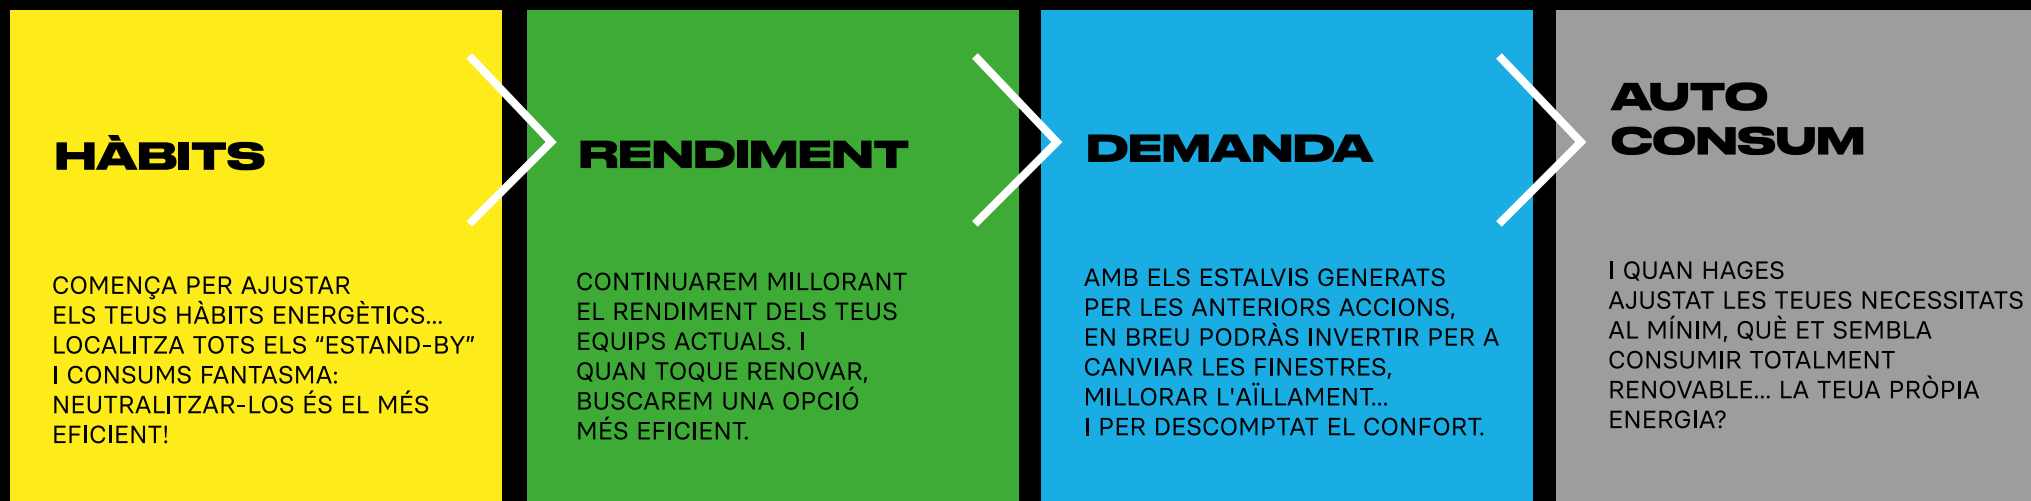 HÀBITS
COMENÇA PER AJUSTAR
ELS TEUS HÀBITS ENERGÈTICS...
LOCALITZA TOTS ELS “ESTAND-BY”
I CONSUMS FANTASMA:
NEUTRALITZAR-LOS ÉS EL MÉS
EFICIENT!
RENDIMENT
CONTINUAREM MILLORANT
EL RENDIMENT DELS TEUS
EQUIPS ACTUALS. I
QUAN TOQUE RENOVAR,
BUSCAREM UNA OPCIÓ
MÉS EFICIENT.
DEMANDA
AMB ELS ESTALVIS GENERATS
PER LES ANTERIORS ACCIONS,
EN BREU PODRÀS INVERTIR PER A
CANVIAR LES FINESTRES,
MILLORAR L'AÏLLAMENT...
I PER DESCOMPTAT EL CONFORT.
AUTO
CONSUM
I QUAN HAGES
AJUSTAT LES TEUES NECESSITATS
AL MÍNIM, QUÈ ET SEMBLA
CONSUMIR TOTALMENT
RENOVABLE... LA TEUA PRÒPIA
ENERGIA?